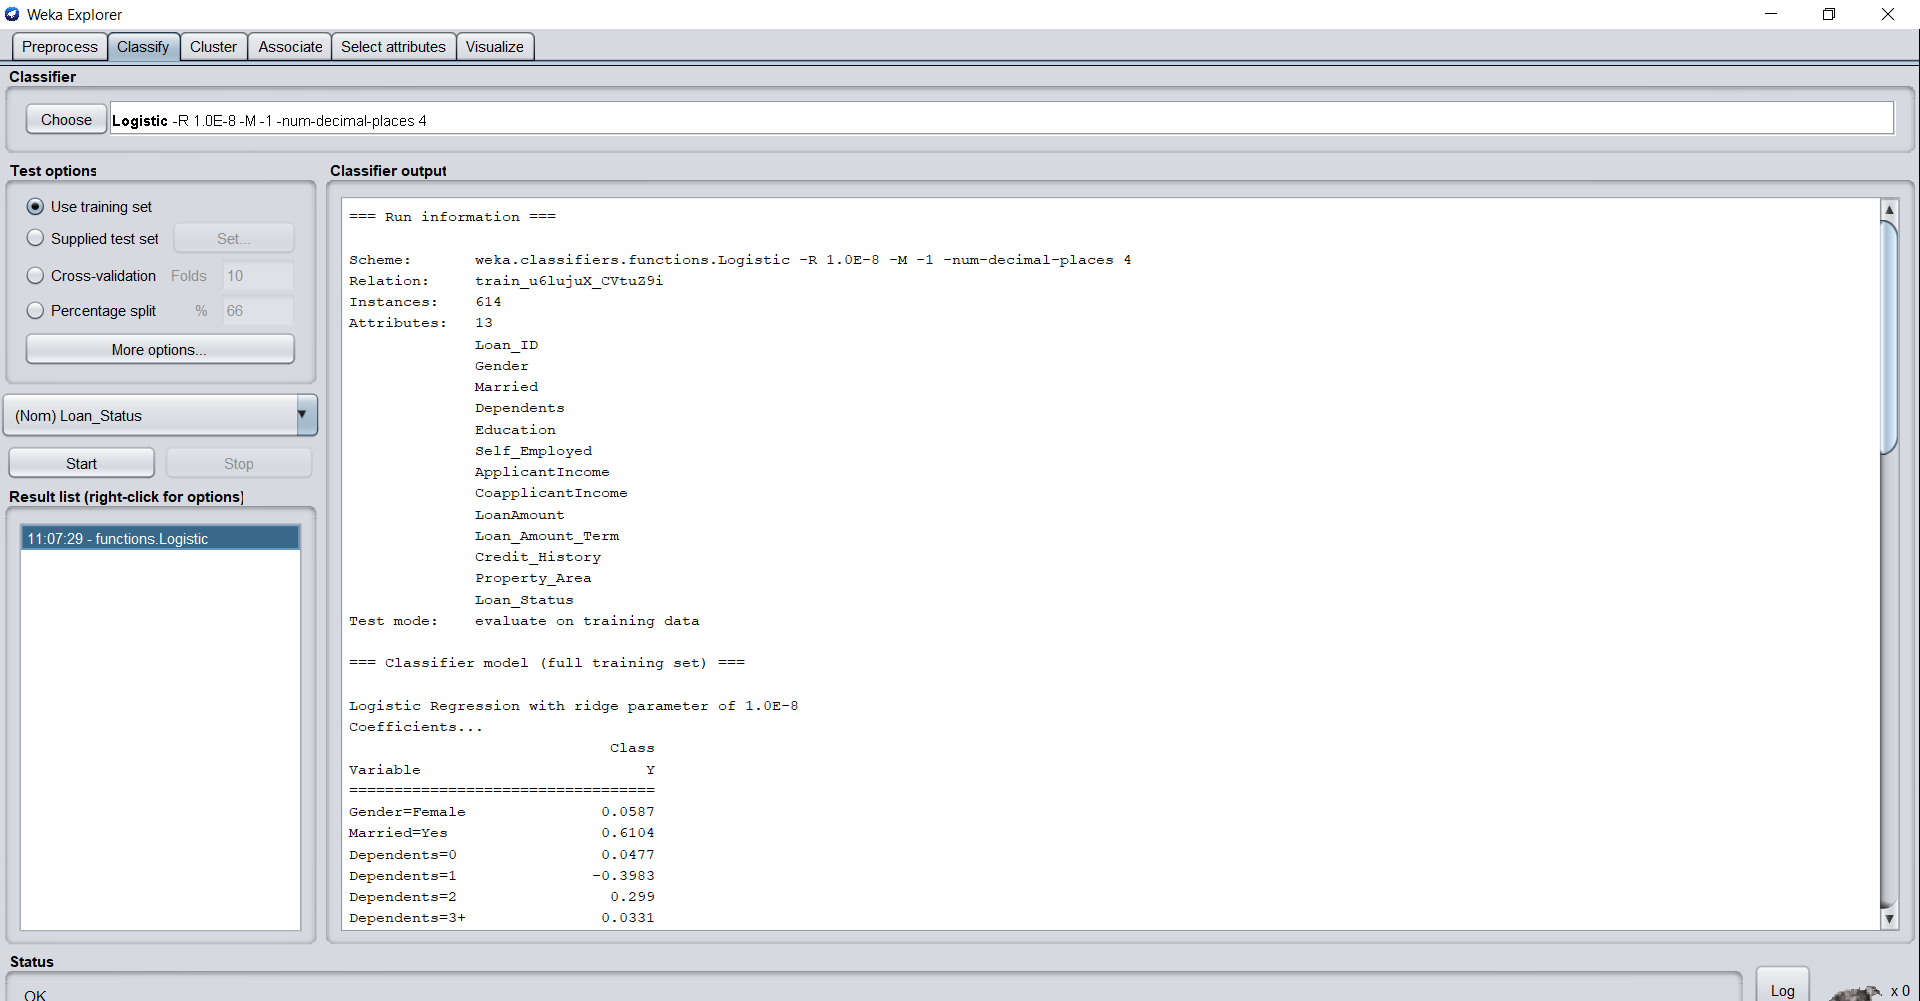 Weka Explorer
Preprocess Classify Cluster Associate Select attributes Visualize
Classifier
Choose Logistic -R 1.0E-8 -M -1 -num-decimal-places 4
Test options
Use training set
Supplied test set Set...
Cross-validation Folds 10
Percentage split % 66
More options...
(Nom) Loan_Status
Start Stop
Result list (right-click for options)
11:07:29 - functions.Logistic
Classifier output
=== Run information ===
Scheme: weka.classifiers.functions.Logistic -R 1.0E-8 -M -1 -num-decimal-places 4
Relation: train_u6lujuX_CVtuZ9i
Instances: 614
Attributes: 13
Loan_ID
Gender
Married
Dependents
Education
Self_Employed
ApplicantIncome
CoapplicantIncome
LoanAmount
Loan_Amount_Term
Credit_History
Property_Area
Loan_Status
Test mode: evaluate on training data
=== Classifier model (full training set) ===
Logistic Regression with ridge parameter of 1.0E-8
Coefficients...
Class
Variable Y
==================================
Gender=Female 0.0587
Married=Yes 0.6104
Dependents=0 0.0477
Dependents=1 -0.3983
Dependents=2 0.299
Dependents=3+ 0.0331
Status
OK
Log x 0